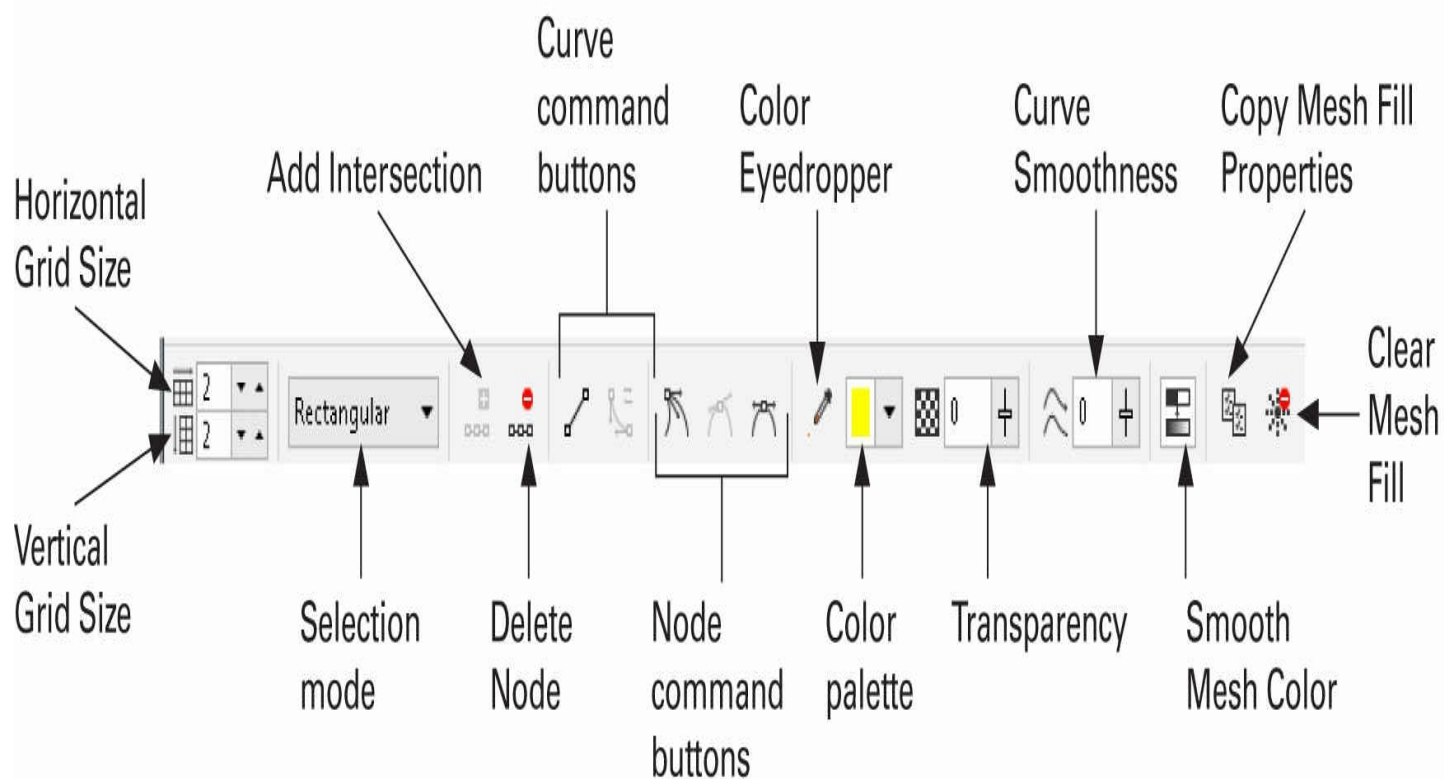 Curve
command
buttons
Color
Eyedropper
Curve
Smoothness
Copy Mesh Fill
Properties
Add Intersection
Horizontal
Grid Size
Clear
Mesh
Fill
2
2
Rectangular
0
0
Vertical
Grid Size
Selection
mode
Delete
Node
Node
command
buttons
Color
palette
Transparency
Smooth
Mesh Color